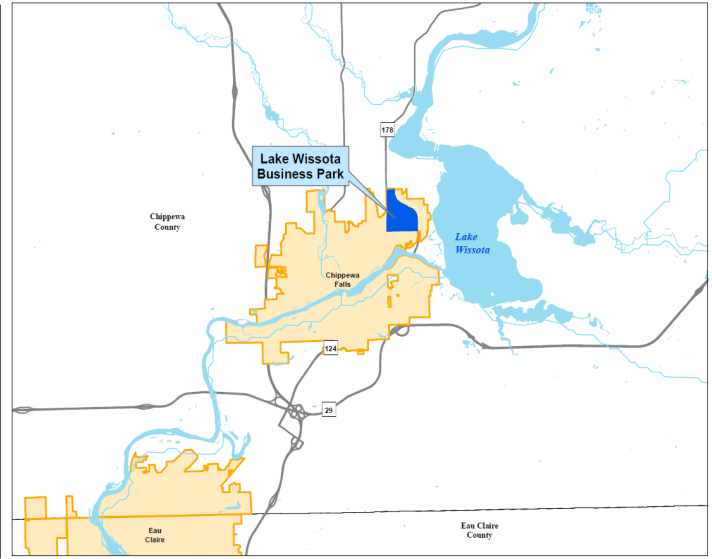 178
Lake Wissota
Business Park
Chippewa
County
Lake
Wissota
Chippewa
Falls
124
29
Eau
Claire
Eau Claire
County